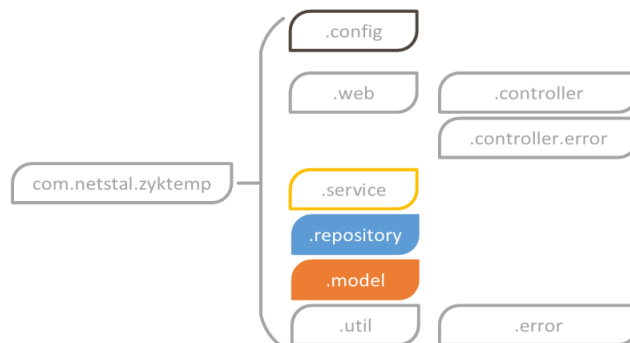 .config
.web
.controller
.controller.error
com.netstal.zyktemp
.service
.repository
.model
.util
.error